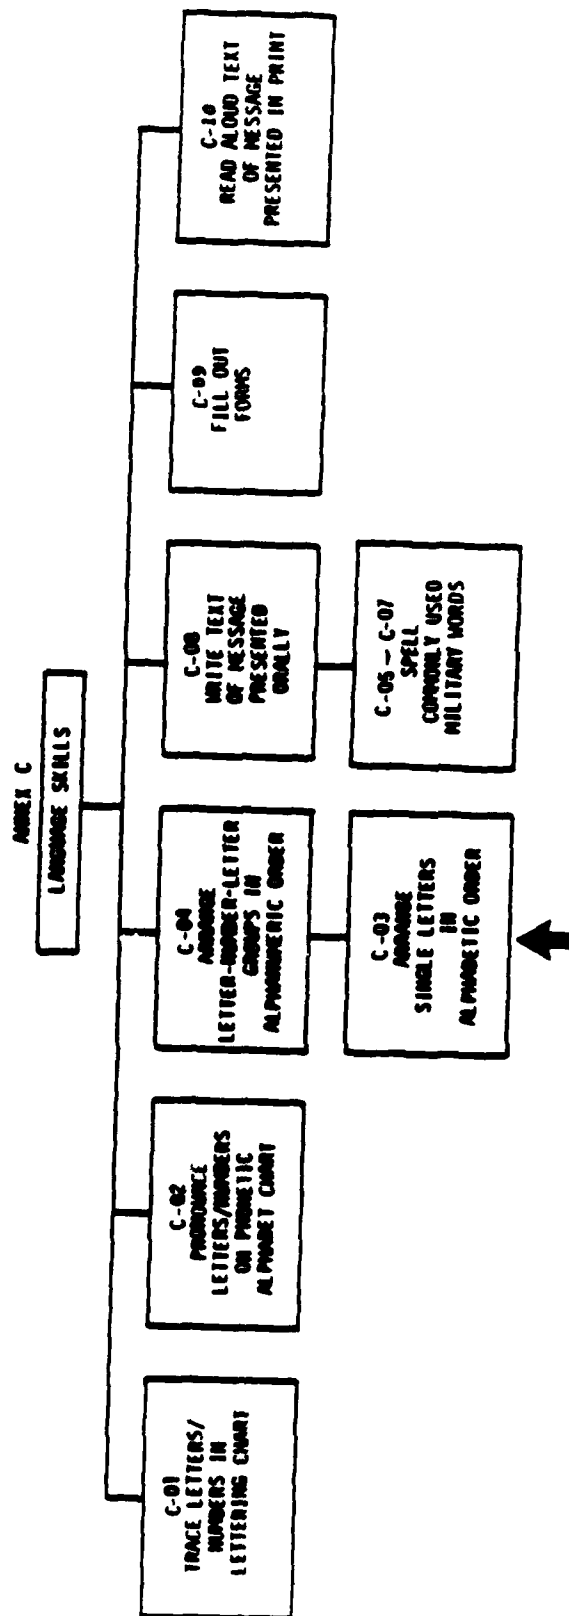 ANNEX C
LANGUAGE SKILLS
C-01
TRACE LETTERS/
NUMBERS IN
LETTERING CHART
C-02
PRONOUNCE
LETTERS/NUMBERS
ON PHONETIC
ALPHABET CHART
C-04
ARRANGE
LETTER-NUMBER-LETTER
GROUPS IN
ALPHANUMERIC ORDER
C-03
ARRANGE
SINGLE LETTERS
IN
ALPHABETIC ORDER
C-08
WRITE TEXT
OF MESSAGE
PRESENTED
ORALLY
C-05 — C-07
SPELL
COMMONLY USED
MILITARY WORDS
C-09
FILL OUT
FORMS
C-10
READ ALOUD TEXT
OF MESSAGE
PRESENTED IN PRINT